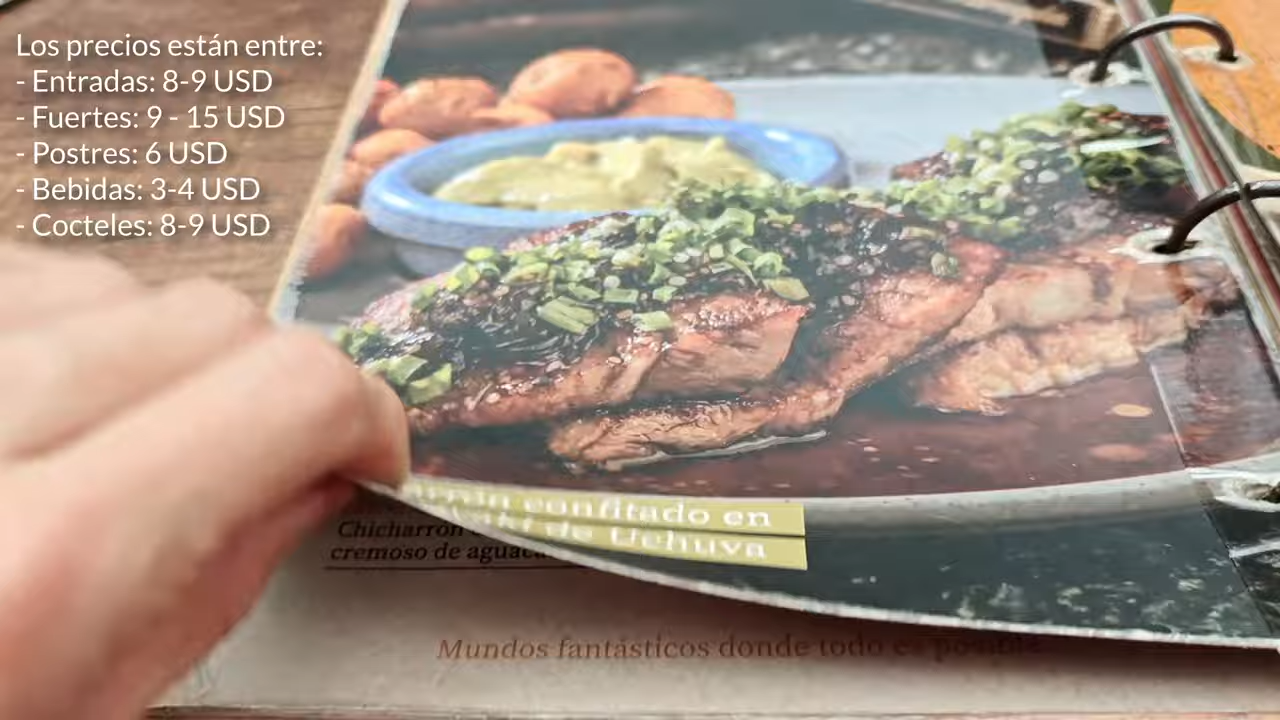 Los precios están entre:
- Entradas: 8-9 USD
- Fuertes: 9 - 15 USD
- Postres: 6 USD
- Bebidas: 3-4 USD
- Cocteles: 8-9 USD
confitado en
de Uchuva
Chicharrón
cremoso de
Mundos fantásticos donde todo es posible